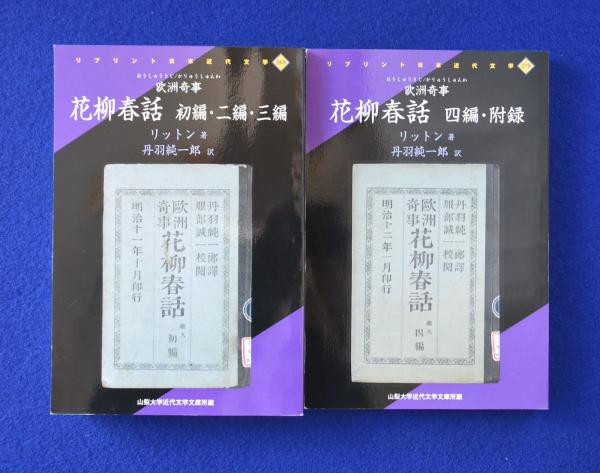 リプリント日本近代文学
おうしゅうきじ/かりゅうしゅんわ
欧洲奇事
花柳春話 初編・二編・三編
リットン 著
丹羽純一郎 訳
丹羽純一郎譯
服部誠一校閲
歐洲奇事 花柳春話 初編
明治十一年十月印行
山梨大学近代文学文庫所蔵
リプリント日本近代文学
おうしゅうきじ/かりゅうしゅんわ
欧洲奇事
花柳春話 四編・附録
リットン 著
丹羽純一郎 訳
丹羽純一郎譯
服部誠一校閲
歐洲奇事 花柳春話 四編
明治十二年一月印行
山梨大学近代文学文庫所蔵